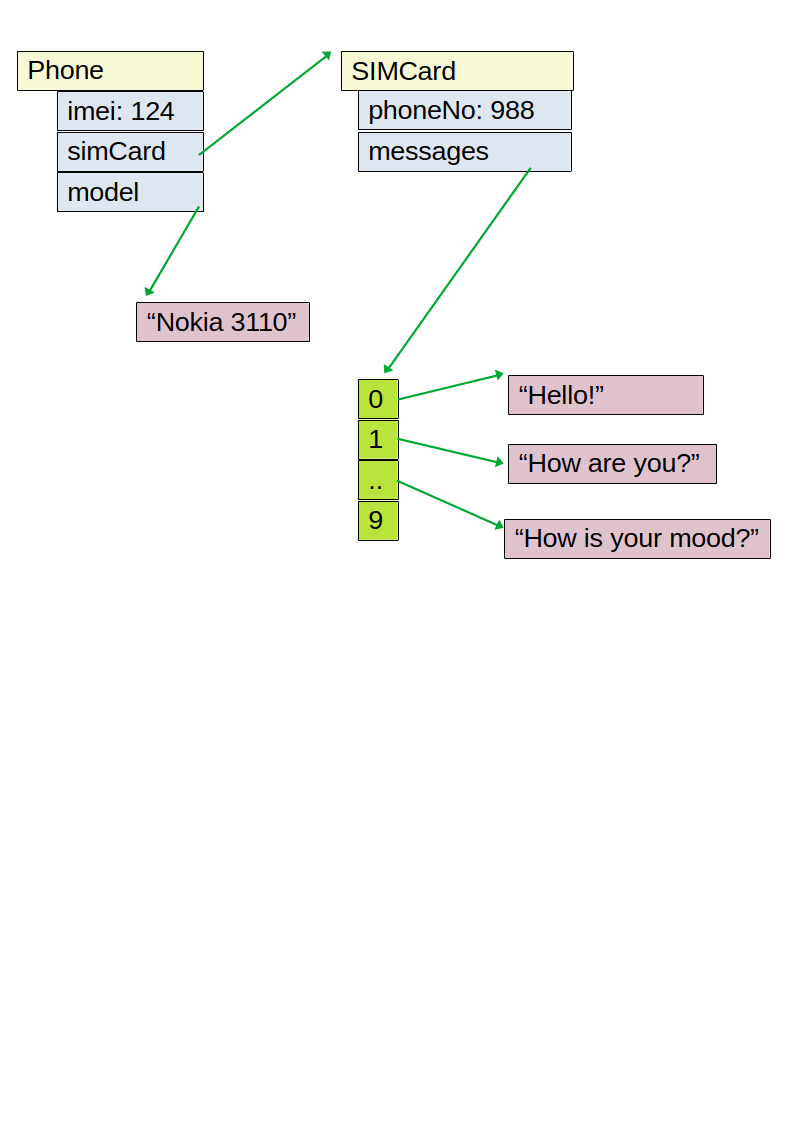 Phone
imei: 124
simCard
model
SIMCard
phoneNo: 988
messages
“Nokia 3110”
0
1
..
9
“Hello!”
“How are you?”
“How is your mood?”